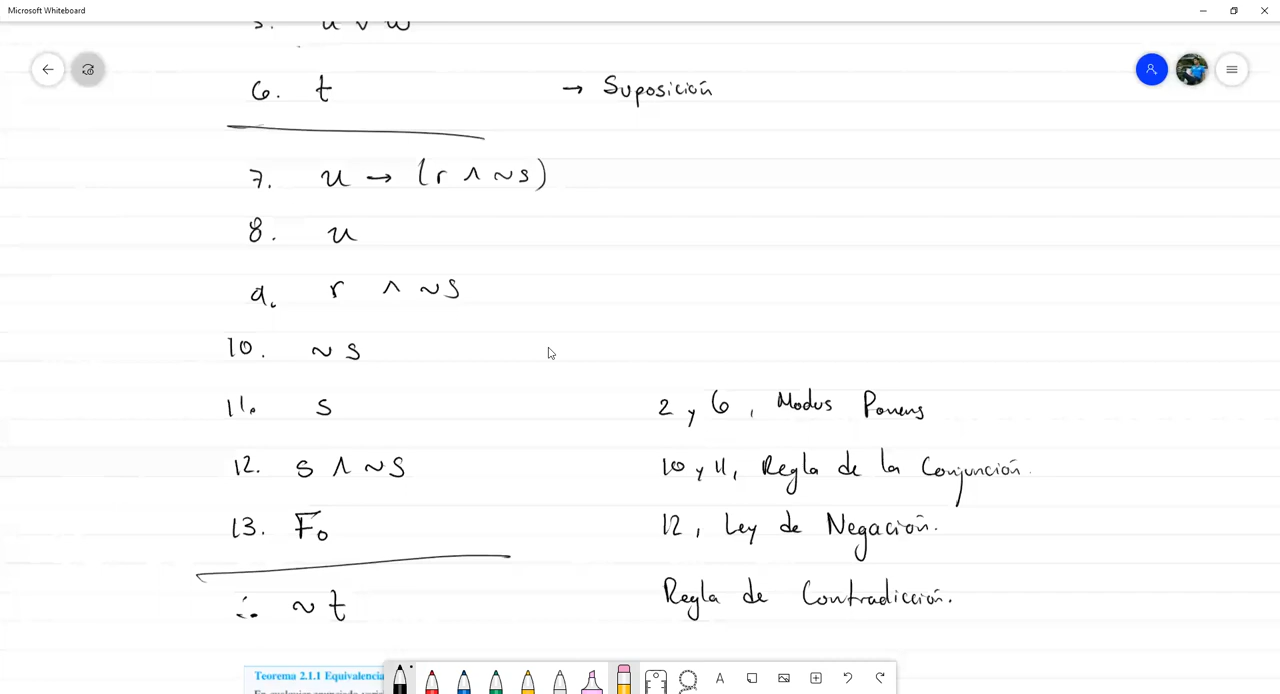 Microsoft Whiteboard
5. u ∨ w
6. t → Suposición
7. u → (r ∧ ~s)
8. u
9. r ∧ ~s
10. ~s
11. s 2 y 6, Modus Ponens
12. s ∧ ~s 10 y 11, Regla de la Conjunción.
13. F₀ 12, Ley de Negación.
∴ ~t Regla de Contradicción.
Teorema 2.1.1 Equivalencia